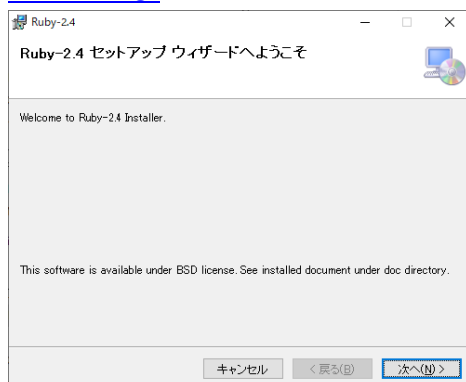 Ruby-2.4
Ruby-2.4 セットアップ ウィザードへようこそ
Welcome to Ruby-2.4 Installer.
This software is available under BSD license. See installed document under doc directory.
キャンセル
< 戻る(B)
次へ(N) >